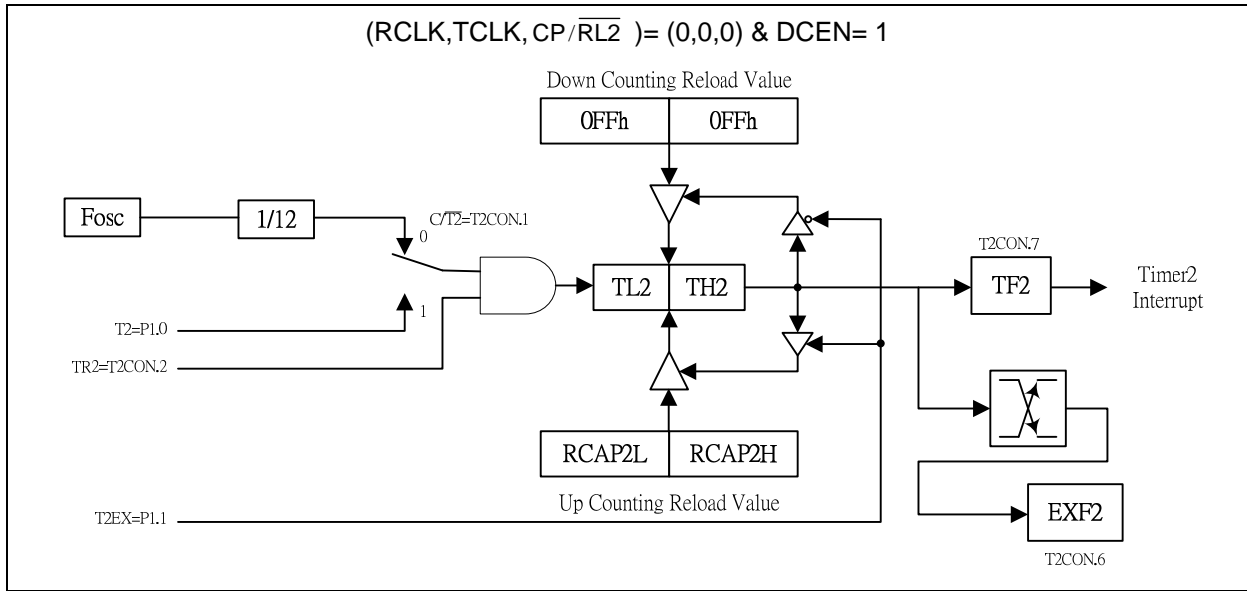 (RCLK,TCLK, CP/R̅L̅2̅ )= (0,0,0) & DCEN= 1
Down Counting Reload Value
0FFh 0FFh
Fosc
1/12
C/T̅2̅=T2CON.1
0
T2CON.7
TL2 TH2
TF2
Timer2
Interrupt
1
T2=P1.0
TR2=T2CON.2
RCAP2L RCAP2H
Up Counting Reload Value
T2EX=P1.1
EXF2
T2CON.6